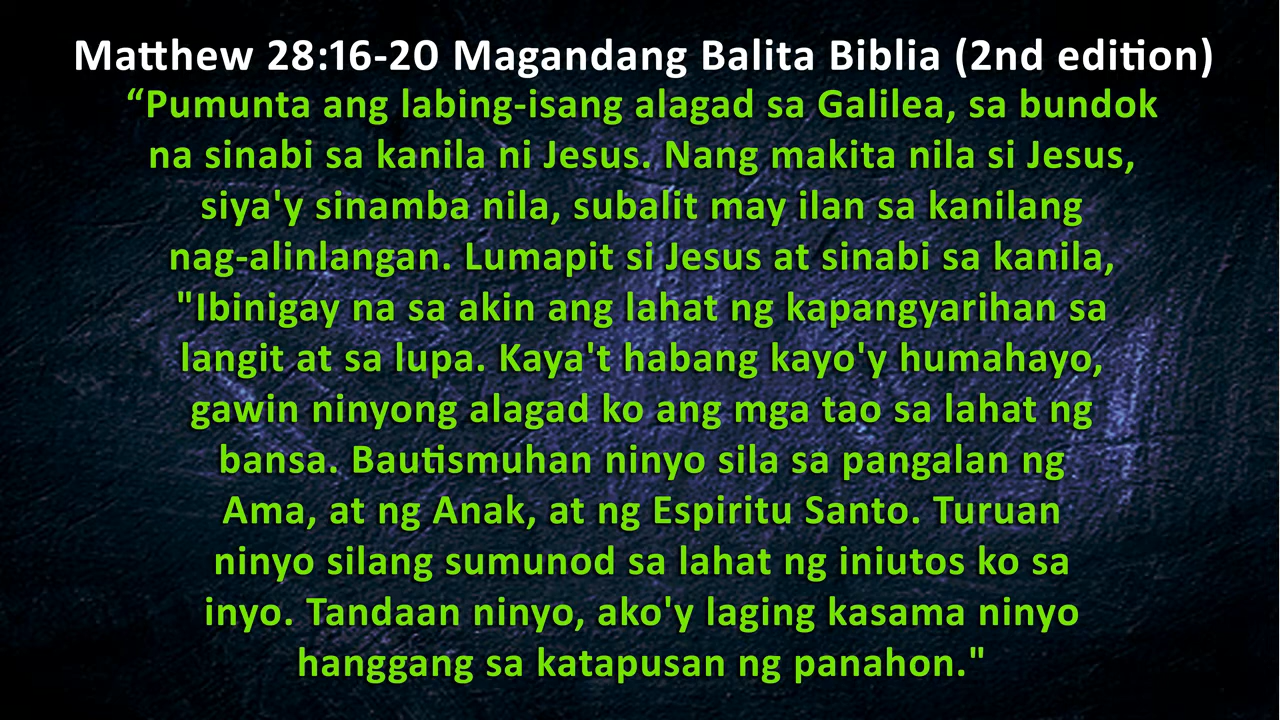 Matthew 28:16-20 Magandang Balita Biblia (2nd edition)
“Pumunta ang labing-isang alagad sa Galilea, sa bundok
na sinabi sa kanila ni Jesus. Nang makita nila si Jesus,
siya'y sinamba nila, subalit may ilan sa kanilang
nag-alinlangan. Lumapit si Jesus at sinabi sa kanila,
"Ibinigay na sa akin ang lahat ng kapangyarihan sa
langit at sa lupa. Kaya't habang kayo'y humahayo,
gawin ninyong alagad ko ang mga tao sa lahat ng
bansa. Bautismuhan ninyo sila sa pangalan ng
Ama, at ng Anak, at ng Espiritu Santo. Turuan
ninyo silang sumunod sa lahat ng iniutos ko sa
inyo. Tandaan ninyo, ako'y laging kasama ninyo
hanggang sa katapusan ng panahon."